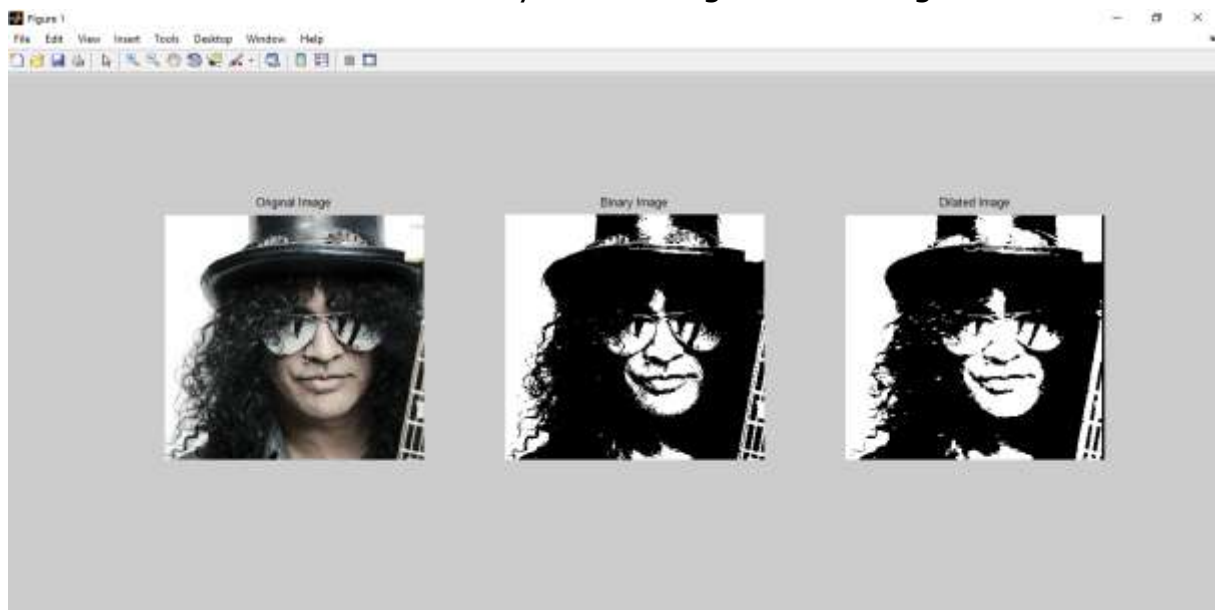 Figure 1
File Edit View Insert Tools Desktop Window Help
Original Image Binary Image Dilated Image